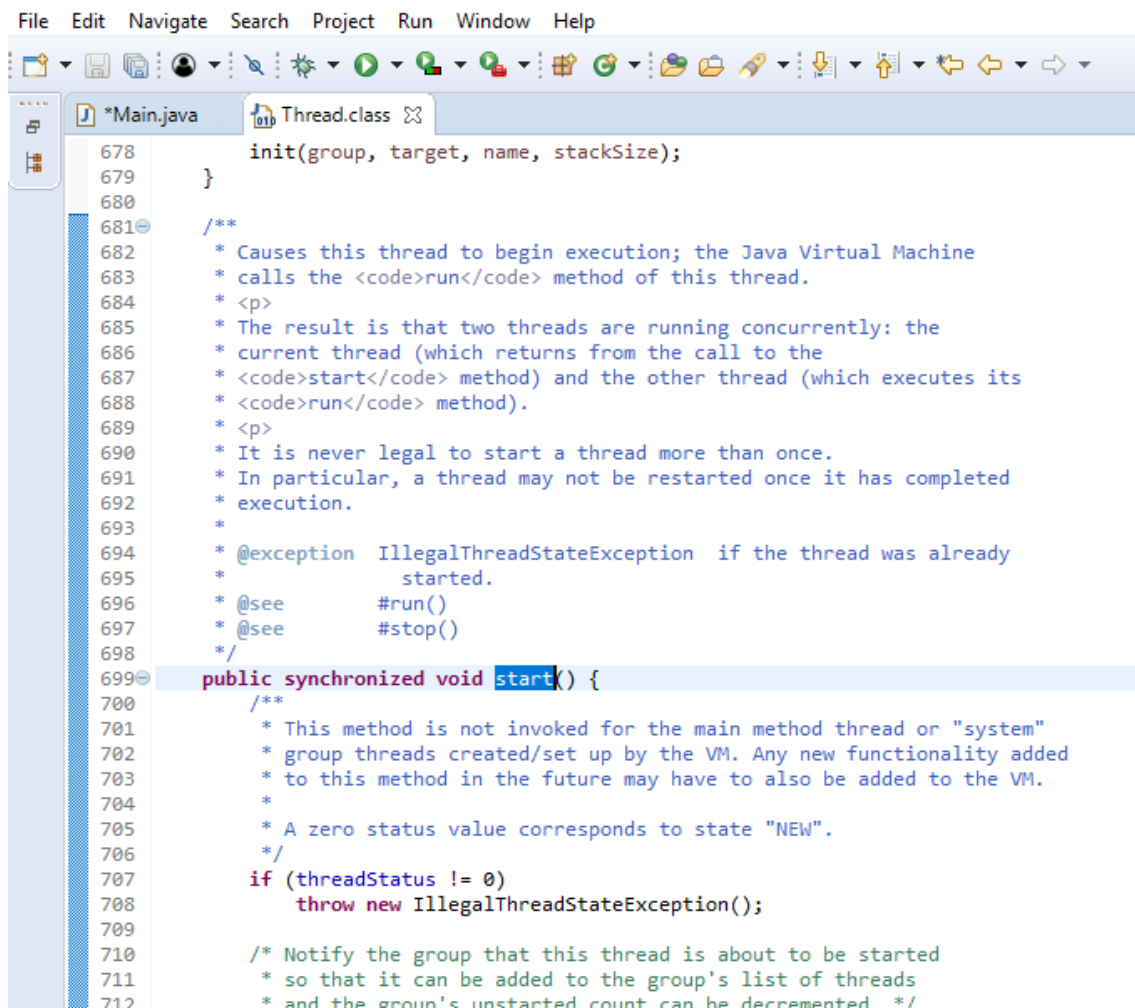 File Edit Navigate Search Project Run Window Help
*Main.java Thread.class
678 init(group, target, name, stackSize);
679 }
680
681 /**
682 * Causes this thread to begin execution; the Java Virtual Machine
683 * calls the <code>run</code> method of this thread.
684 * <p>
685 * The result is that two threads are running concurrently: the
686 * current thread (which returns from the call to the
687 * <code>start</code> method) and the other thread (which executes its
688 * <code>run</code> method).
689 * <p>
690 * It is never legal to start a thread more than once.
691 * In particular, a thread may not be restarted once it has completed
692 * execution.
693 *
694 * @exception IllegalThreadStateException if the thread was already
695 * started.
696 * @see #run()
697 * @see #stop()
698 */
699 public synchronized void start() {
700 /**
701 * This method is not invoked for the main method thread or "system"
702 * group threads created/set up by the VM. Any new functionality added
703 * to this method in the future may have to also be added to the VM.
704 *
705 * A zero status value corresponds to state "NEW".
706 */
707 if (threadStatus != 0)
708 throw new IllegalThreadStateException();
709
710 /* Notify the group that this thread is about to be started
711 * so that it can be added to the group's list of threads
712 * and the group's unstarted count can be decremented. */